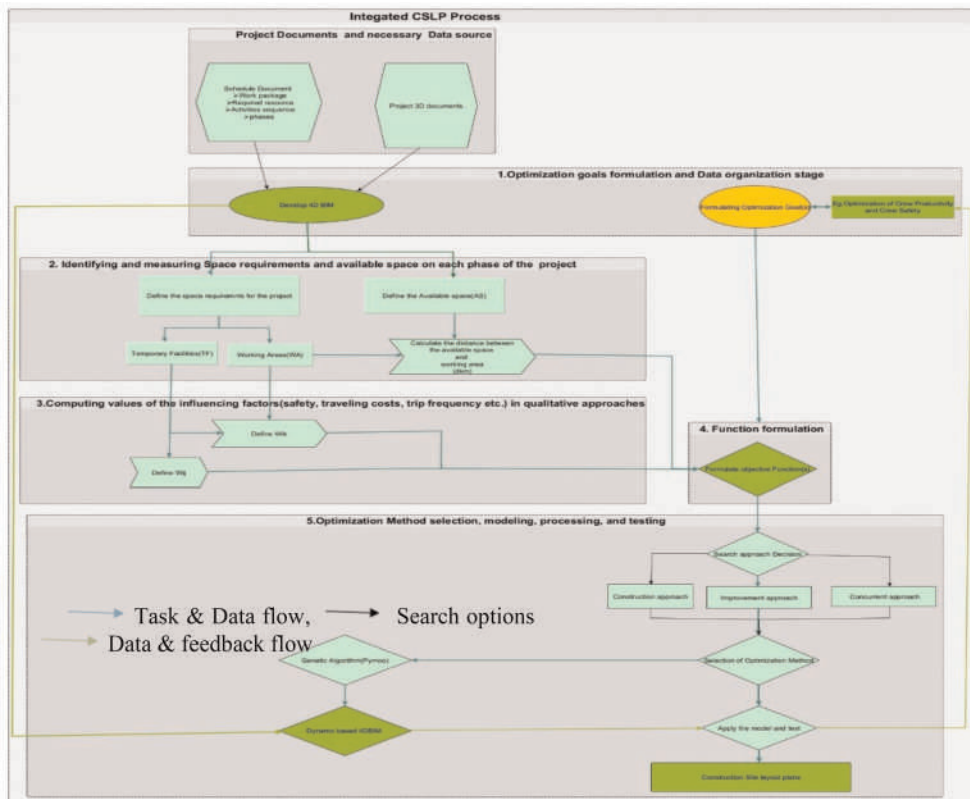 Integated CSLP Process
Project Documents and necessary Data source
Schedule Document
>Work package
>Required resource
>Activities sequence
>phases
Project 3D documents
1.Optimization goals formulation and Data organization stage
Develop 4D BIM
Formulating Optimization Goal(s)
Eg Optimization of Crew Productivity
and Crew Safety
2. Identifying and measuring Space requirements and available space on each phase of the project
Define the space requirements for the project
Define the Available space(AS)
Temporary Facilities(TF)
Working Areas(WA)
Calculate the distance between
the available space
and
working area
3.Computing values of the influencing factors(safety, traveling costs, trip frequency etc.) in qualitative approaches
Define
Define Wij
4. Function formulation
Formulate objective Function(s)
5.Optimization Method selection, modeling, processing, and testing
Search approach Decision
Construction approach
Improvement approach
Concurrent approach
Task & Data flow,
Search options
Data & feedback flow
Genetic Algorithm(Pymoo)
Selection of Optimization Method
Dynamic based 4DBIM
Apply the model and test
Construction Site layout plans